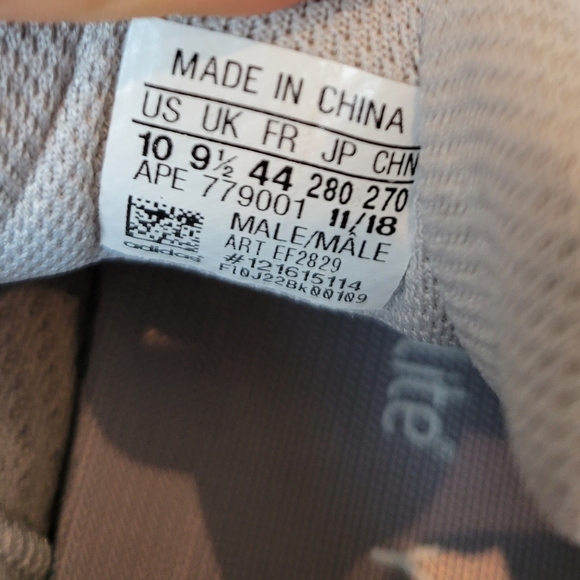 MADE IN CHINA
US UK FR JP CHN
10 9½ 44 280 270
APE 779001 11/18
MALE/MÂLE
ART EF2829
#121615114
F10J22BK00109
adidas
lite